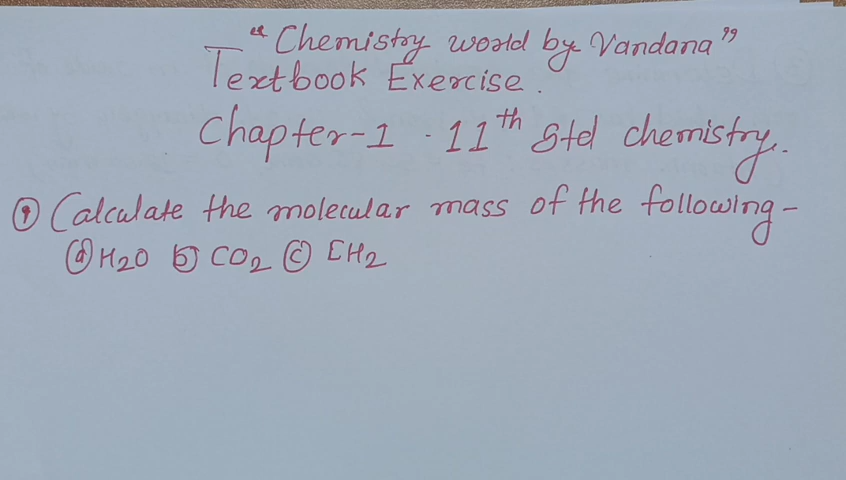 "Chemistry world by Vandana"
Textbook Exercise.
Chapter-1 . 11th Std chemistry.
① Calculate the molecular mass of the following-
ⓐ H2O b) CO2 ⓒ CH2